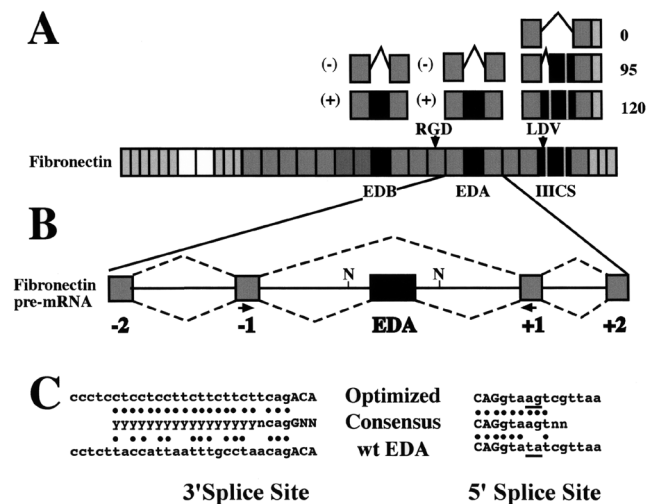 A
0
(-) (-) 95
(+) (+) 120
RGD LDV
Fibronectin
EDB EDA IIICS
B
Fibronectin
pre-mRNA
N N
-2 -1 EDA +1 +2
C
ccctcctcctccttcttcttcttcagACA Optimized CAGgtaagtcgttaa
yyyyyyyyyyyyyyyyyyncagGNN Consensus CAGgtaagtnn
cctcttaccattaatttgcctaacagACA wt EDA CAGgtatatcgttaa
3'Splice Site 5' Splice Site